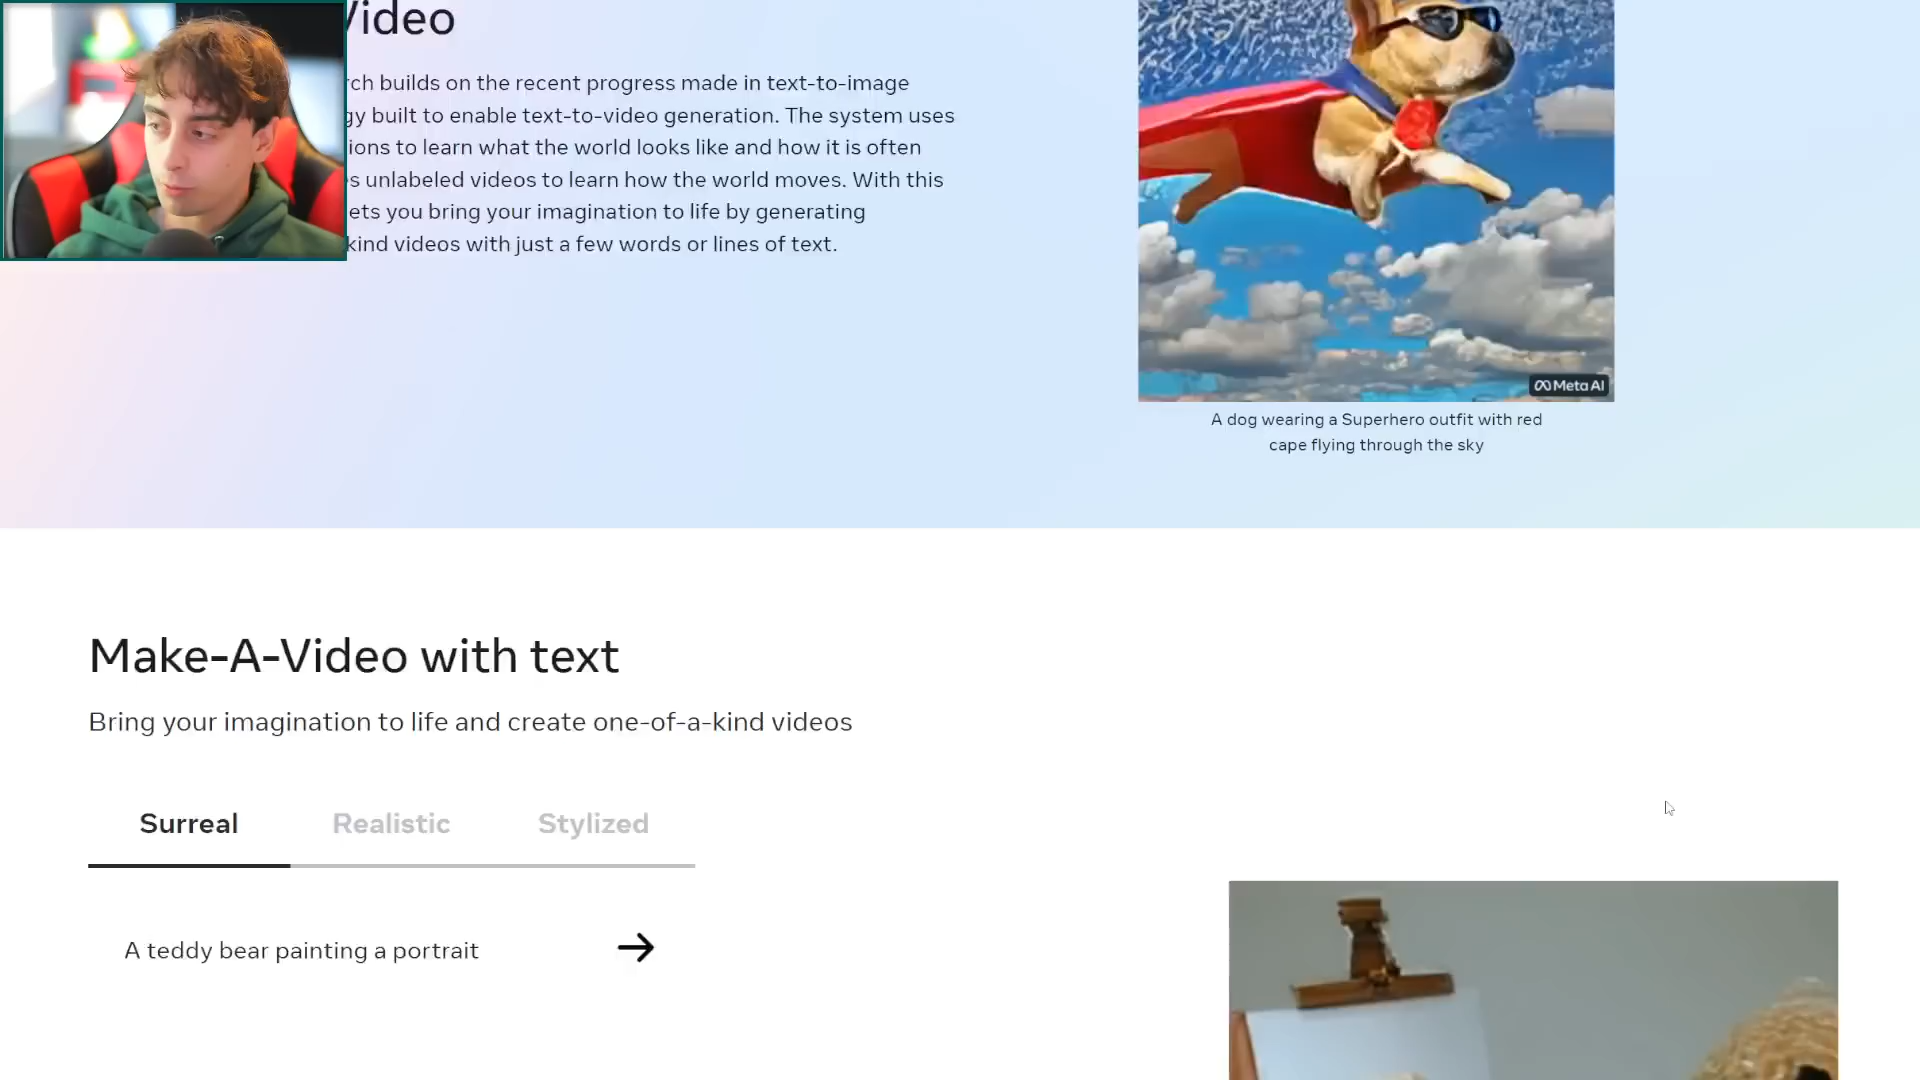 Video
rch builds on the recent progress made in text-to-image
gy built to enable text-to-video generation. The system uses
ions to learn what the world looks like and how it is often
s unlabeled videos to learn how the world moves. With this
ets you bring your imagination to life by generating
kind videos with just a few words or lines of text.
Meta AI
A dog wearing a Superhero outfit with red
cape flying through the sky
Make-A-Video with text
Bring your imagination to life and create one-of-a-kind videos
Surreal Realistic Stylized
A teddy bear painting a portrait